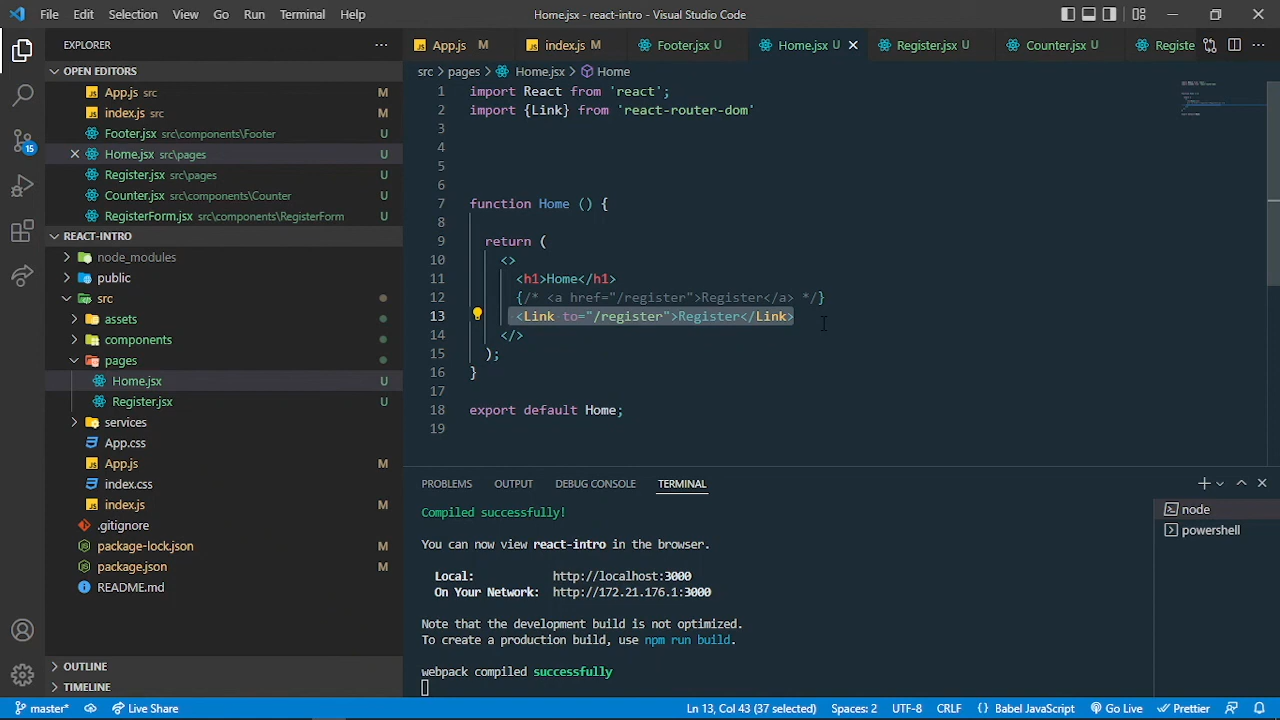 File Edit Selection View Go Run Terminal Help
Home.jsx - react-intro - Visual Studio Code
EXPLORER
OPEN EDITORS
App.js src M
index.js src M
Footer.jsx src\components\Footer U
Home.jsx src\pages U
Register.jsx src\pages U
Counter.jsx src\components\Counter U
RegisterForm.jsx src\components\RegisterForm U
REACT-INTRO
node_modules
public
src
assets
components
pages
Home.jsx U
Register.jsx U
services
App.css
App.js M
index.css
index.js M
.gitignore
package-lock.json M
package.json M
README.md
OUTLINE
TIMELINE
15
App.js M index.js M Footer.jsx U Home.jsx U Register.jsx U Counter.jsx U Registe
src > pages > Home.jsx > Home
1 import React from 'react';
2 import {Link} from 'react-router-dom'
3
4
5
6
7 function Home () {
8
9 return (
10 <>
11 <h1>Home</h1>
12 {/* <a href="/register">Register</a> */}
13 <Link to="/register">Register</Link>
14 </>
15 );
16 }
17
18 export default Home;
19
PROBLEMS OUTPUT DEBUG CONSOLE TERMINAL
Compiled successfully!
You can now view react-intro in the browser.
Local: http://localhost:3000
On Your Network: http://172.21.176.1:3000
Note that the development build is not optimized.
To create a production build, use npm run build.
webpack compiled successfully
node
powershell
master* Live Share Ln 13, Col 43 (37 selected) Spaces: 2 UTF-8 CRLF {} Babel JavaScript Go Live Prettier